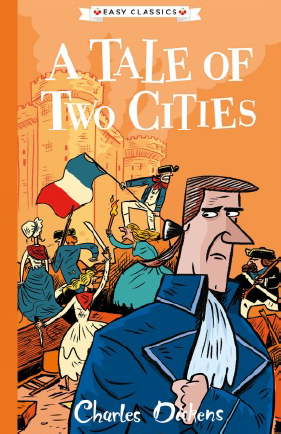 EASY CLASSICS
A TALE OF
TWO CITIES
Charles Dickens